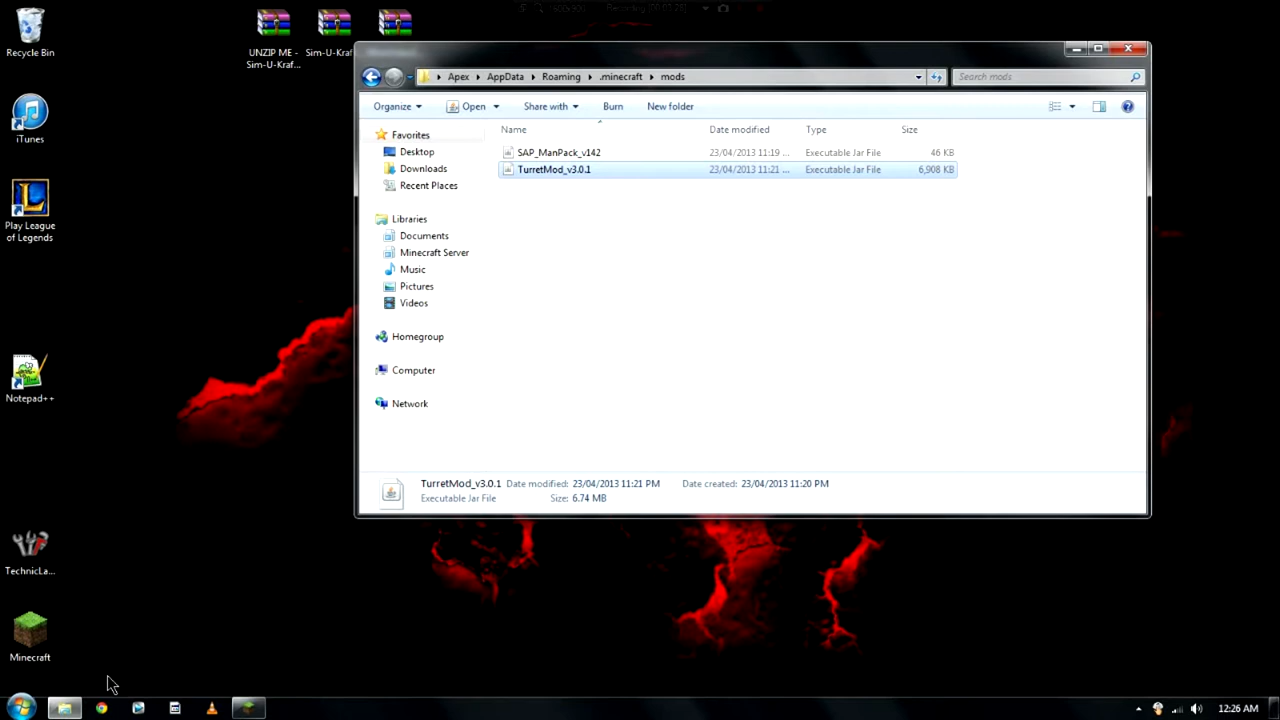 Recycle Bin
UNZIP ME -
Sim-U-Kraf...
Sim-U-Kraf
iTunes
Play League
of Legends
Notepad++
TechnicLa...
Minecraft
Apex
AppData
Roaming
.minecraft
mods
Search mods
Organize
Open
Share with
Burn
New folder
Favorites
Desktop
Downloads
Recent Places
Libraries
Documents
Minecraft Server
Music
Pictures
Videos
Homegroup
Computer
Network
Name Date modified Type Size
SAP_ManPack_v142 23/04/2013 11:19 ... Executable Jar File 46 KB
TurretMod_v3.0.1 23/04/2013 11:21 ... Executable Jar File 6,908 KB
TurretMod_v3.0.1 Date modified: 23/04/2013 11:21 PM Date created: 23/04/2013 11:20 PM
Executable Jar File Size: 6.74 MB
12:26 AM